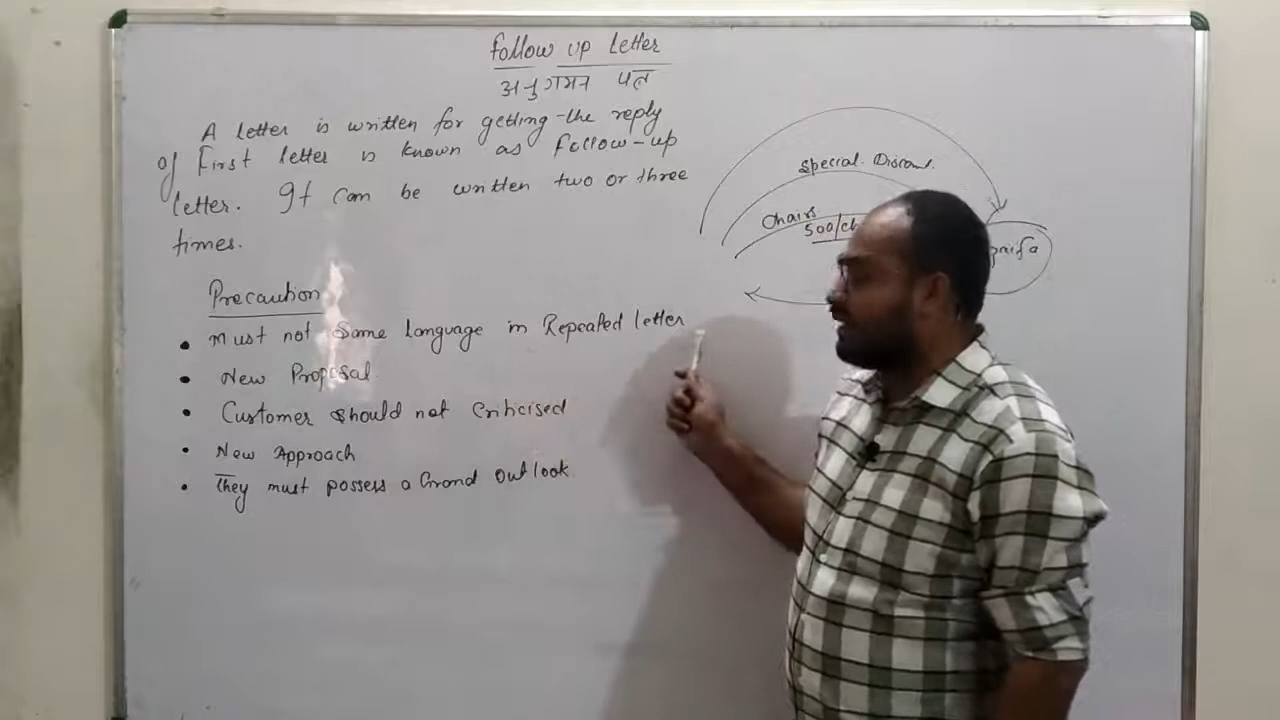 Follow up Letter
अनुगमन पत्र
A letter is written for getting the reply
of First letter is known as follow-up
letter. It can be written two or three
times.
Precaution
• Must not Same language in Repeated letter
• New Proposal
• Customer should not Criticised
• New Approach
• They must possess a Grand Outlook
Special Discoun.
Chairs
500/ch